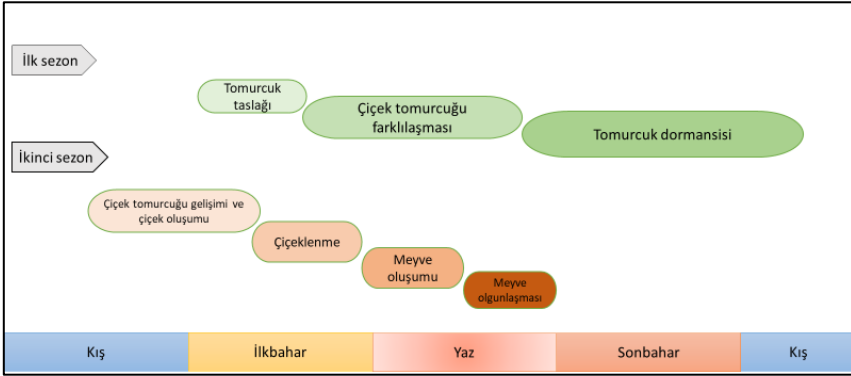 İlk sezon
Tomurcuk
taslağı
Çiçek tomurcuğu
farklılaşması
Tomurcuk dormansisi
İkinci sezon
Çiçek tomurcuğu gelişimi ve
çiçek oluşumu
Çiçeklenme
Meyve
oluşumu
Meyve
olgunlaşması
Kış
İlkbahar
Yaz
Sonbahar
Kış